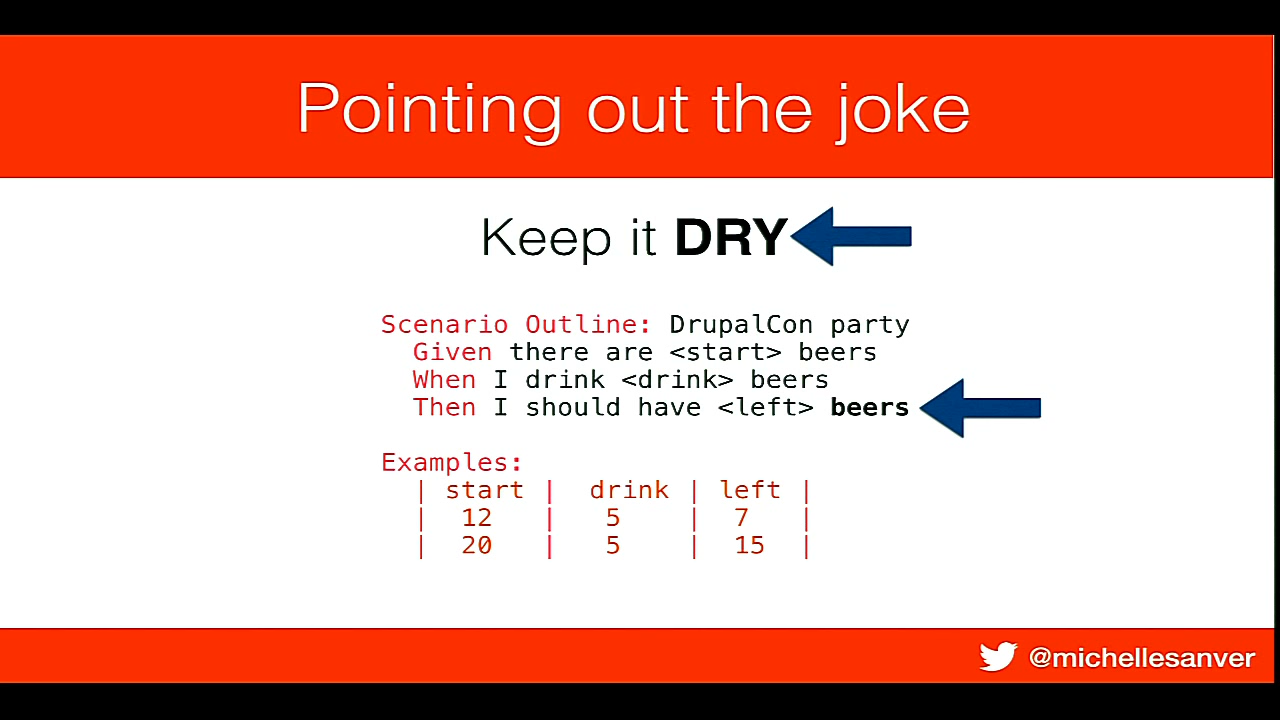 Pointing out the joke
Keep it DRY
Scenario Outline: DrupalCon party
Given there are <start> beers
When I drink <drink> beers
Then I should have <left> beers
Examples:
| start | drink | left |
| 12 | 5 | 7 |
| 20 | 5 | 15 |
@michellesanver